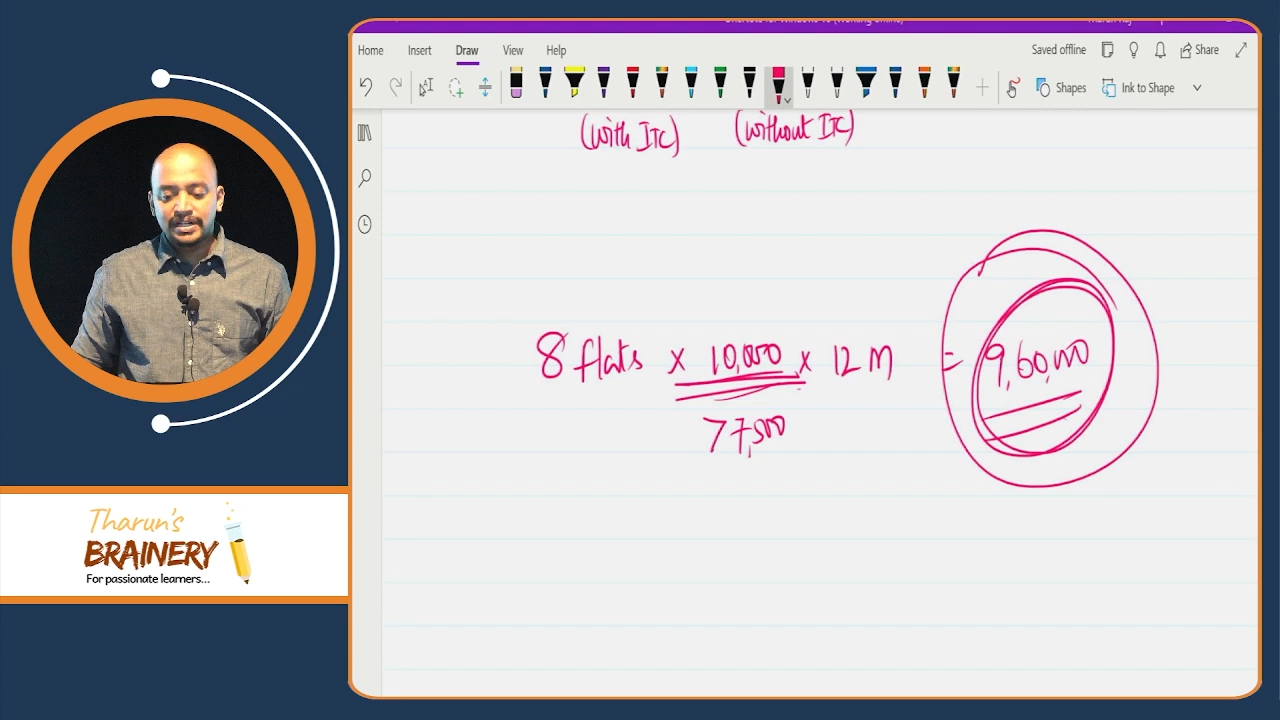 Home Insert Draw View Help Saved offline Share
Shapes Ink to Shape
(with ITC) (without ITC)
8 flats x 10,000 x 12 M = 9,60,000
77,500
Tharun's
BRAINERY
For passionate learners...